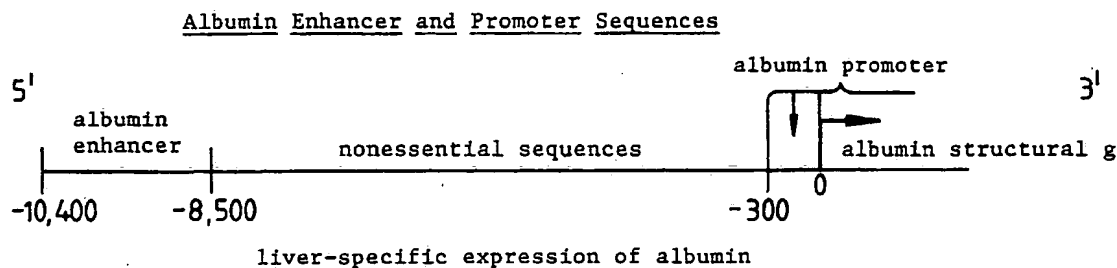 Albumin Enhancer and Promoter Sequences
albumin promoter
5' 3'
albumin
enhancer
nonessential sequences albumin structural g
-10,400 -8,500 -300 0
liver-specific expression of albumin